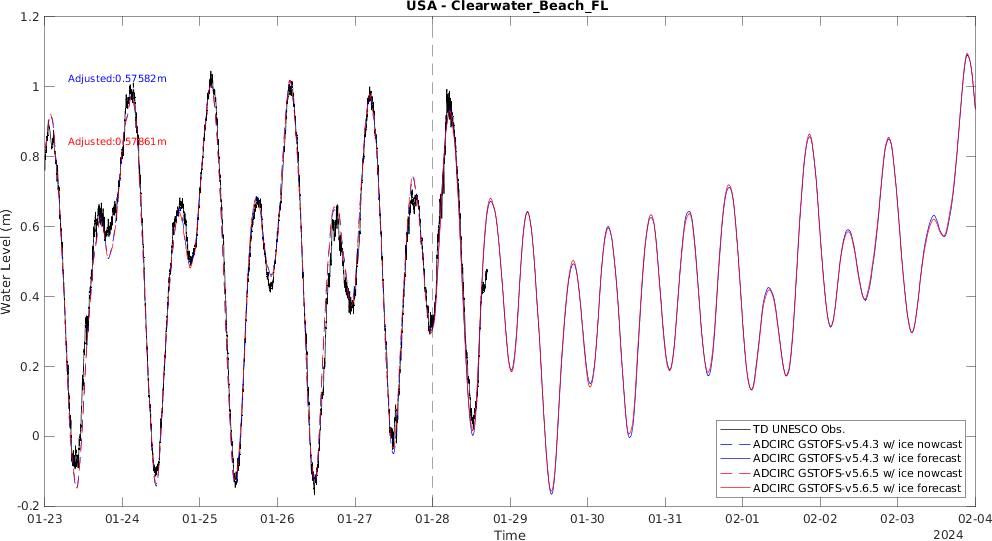 USA - Clearwater_Beach_FL
1.2
1
0.8
0.6
0.4
0.2
0
-0.2
Water Level (m)
Adjusted:0.57582m
Adjusted:0.57861m
TD UNESCO Obs.
ADCIRC GSTOFS-v5.4.3 w/ ice nowcast
ADCIRC GSTOFS-v5.4.3 w/ ice forecast
ADCIRC GSTOFS-v5.6.5 w/ ice nowcast
ADCIRC GSTOFS-v5.6.5 w/ ice forecast
01-23 01-24 01-25 01-26 01-27 01-28 01-29 01-30 01-31 02-01 02-02 02-03 02-04
Time
2024